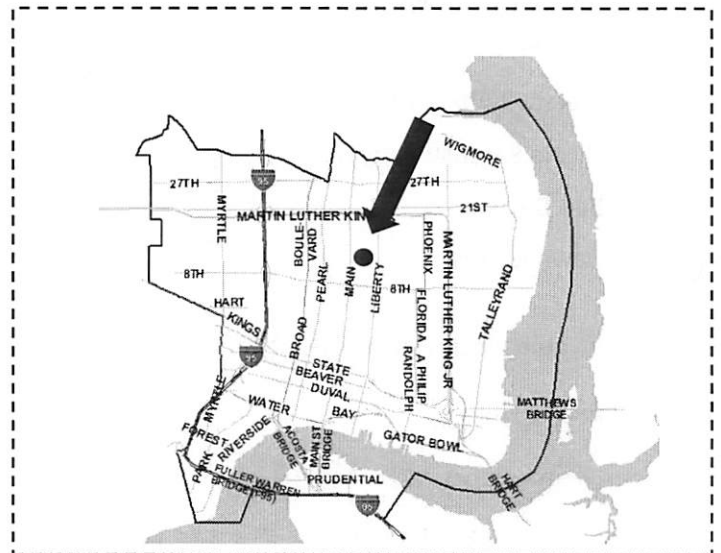 WIGMORE
95
27TH
27TH
21ST
MARTIN LUTHER KIN
MYRTLE
BOULE-
VARD
PEARL
MAIN
LIBERTY
PHOENIX
MARTIN LUTHER KING JR
TALLEYRAND
8TH
8TH
HART
KINGS
FLORIDA
A PHILIP
RANDOLPH
BROAD
95
STATE
BEAVER
DUVAL
MYRTLE
WATER
BAY
MATTHEWS
BRIDGE
FOREST
RIVERSIDE
ACOSTA
BRIDGE
MAIN ST
BRIDGE
GATOR BOWL
PARK
FULLER WARREN
BRIDGE (I-95)
PRUDENTIAL
HART
BRIDGE
95